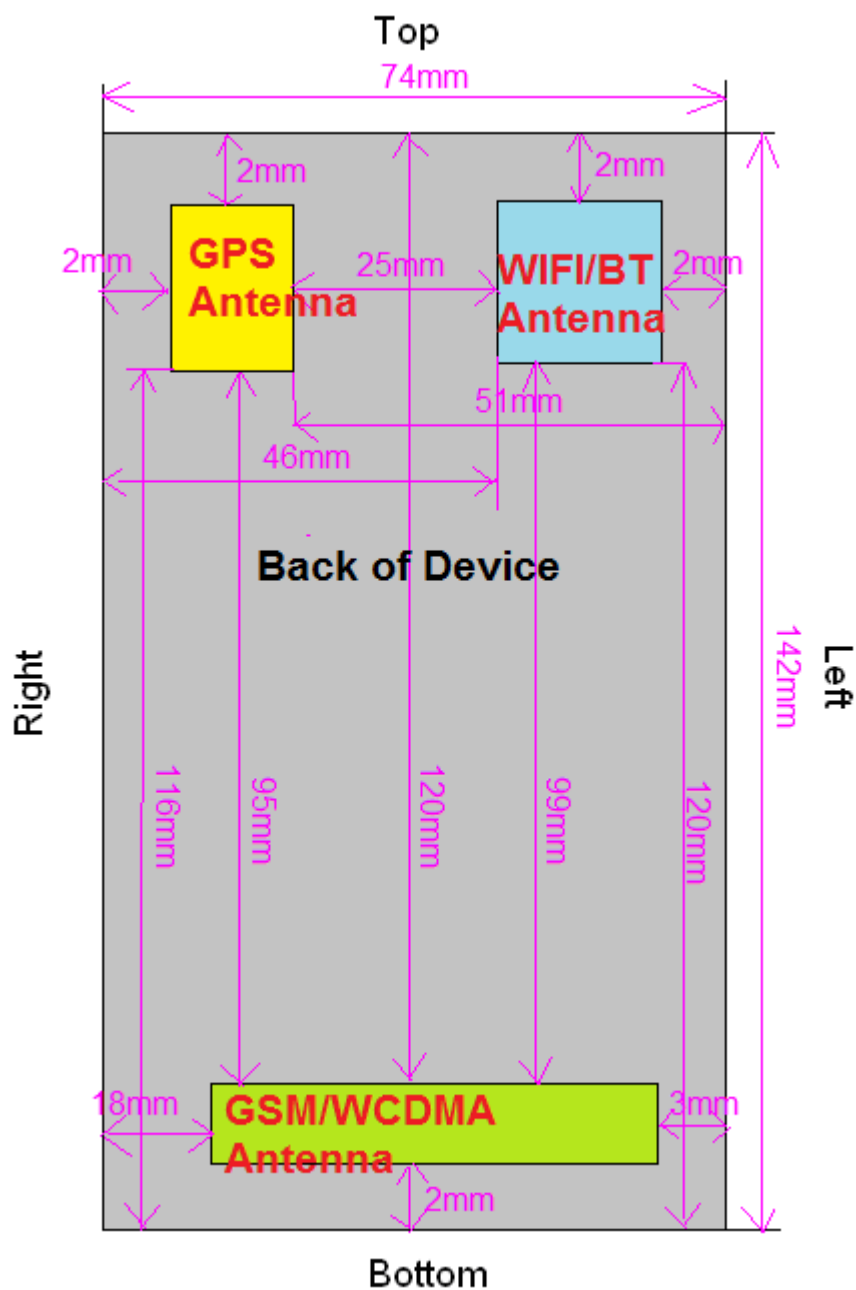 Top
74mm
2mm
2mm
GPS
Antenna
2mm
25mm
WIFI/BT
Antenna
2mm
51mm
46mm
Back of Device
Right
Left
142mm
116mm
95mm
120mm
99mm
120mm
18mm
GSM/WCDMA
Antenna
3mm
2mm
Bottom